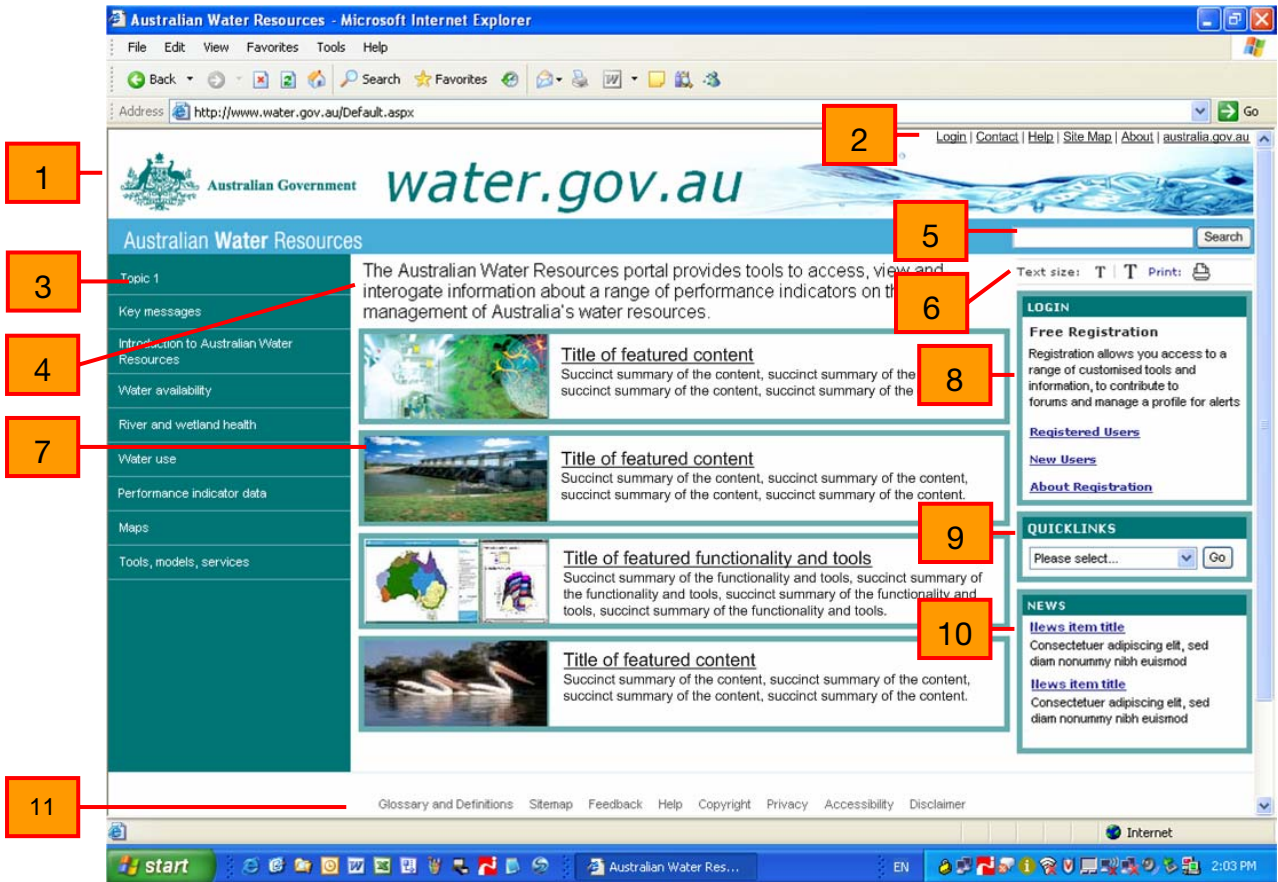 Australian Water Resources - Microsoft Internet Explorer
File Edit View Favorites Tools Help
Back Search Favorites
Address http://www.water.gov.au/Default.aspx Go
2
Login | Contact | Help | Site Map | About | australia.gov.au
1
Australian Government
water.gov.au
Australian Water Resources
5
Search
3
Topic 1
Key messages
Introduction to Australian Water
Resources
Water availability
River and wetland health
Water use
Performance indicator data
Maps
Tools, models, services
4
The Australian Water Resources portal provides tools to access, view and
interogate information about a range of performance indicators on th
management of Australia's water resources.
6
Text size: T | T Print:
Title of featured content
Succinct summary of the content, succinct summary of the
succinct summary of the content, succinct summary of the
7
Title of featured content
Succinct summary of the content, succinct summary of the content,
succinct summary of the content, succinct summary of the content.
Title of featured functionality and tools
Succinct summary of the functionality and tools, succinct summary of
the functionality and tools, succinct summary of the functionality and
tools, succinct summary of the functionality and tools.
Title of featured content
Succinct summary of the content, succinct summary of the content,
succinct summary of the content, succinct summary of the content.
8
LOGIN
Free Registration
Registration allows you access to a
range of customised tools and
information, to contribute to
forums and manage a profile for alerts
Registered Users
New Users
About Registration
9
QUICKLINKS
Please select... Go
10
NEWS
News item title
Consectetuer adipiscing elit, sed
diam nonummy nibh euismod
News item title
Consectetuer adipiscing elit, sed
diam nonummy nibh euismod
11
Glossary and Definitions Sitemap Feedback Help Copyright Privacy Accessibility Disclaimer
Internet
start Australian Water Res... EN 2:03 PM